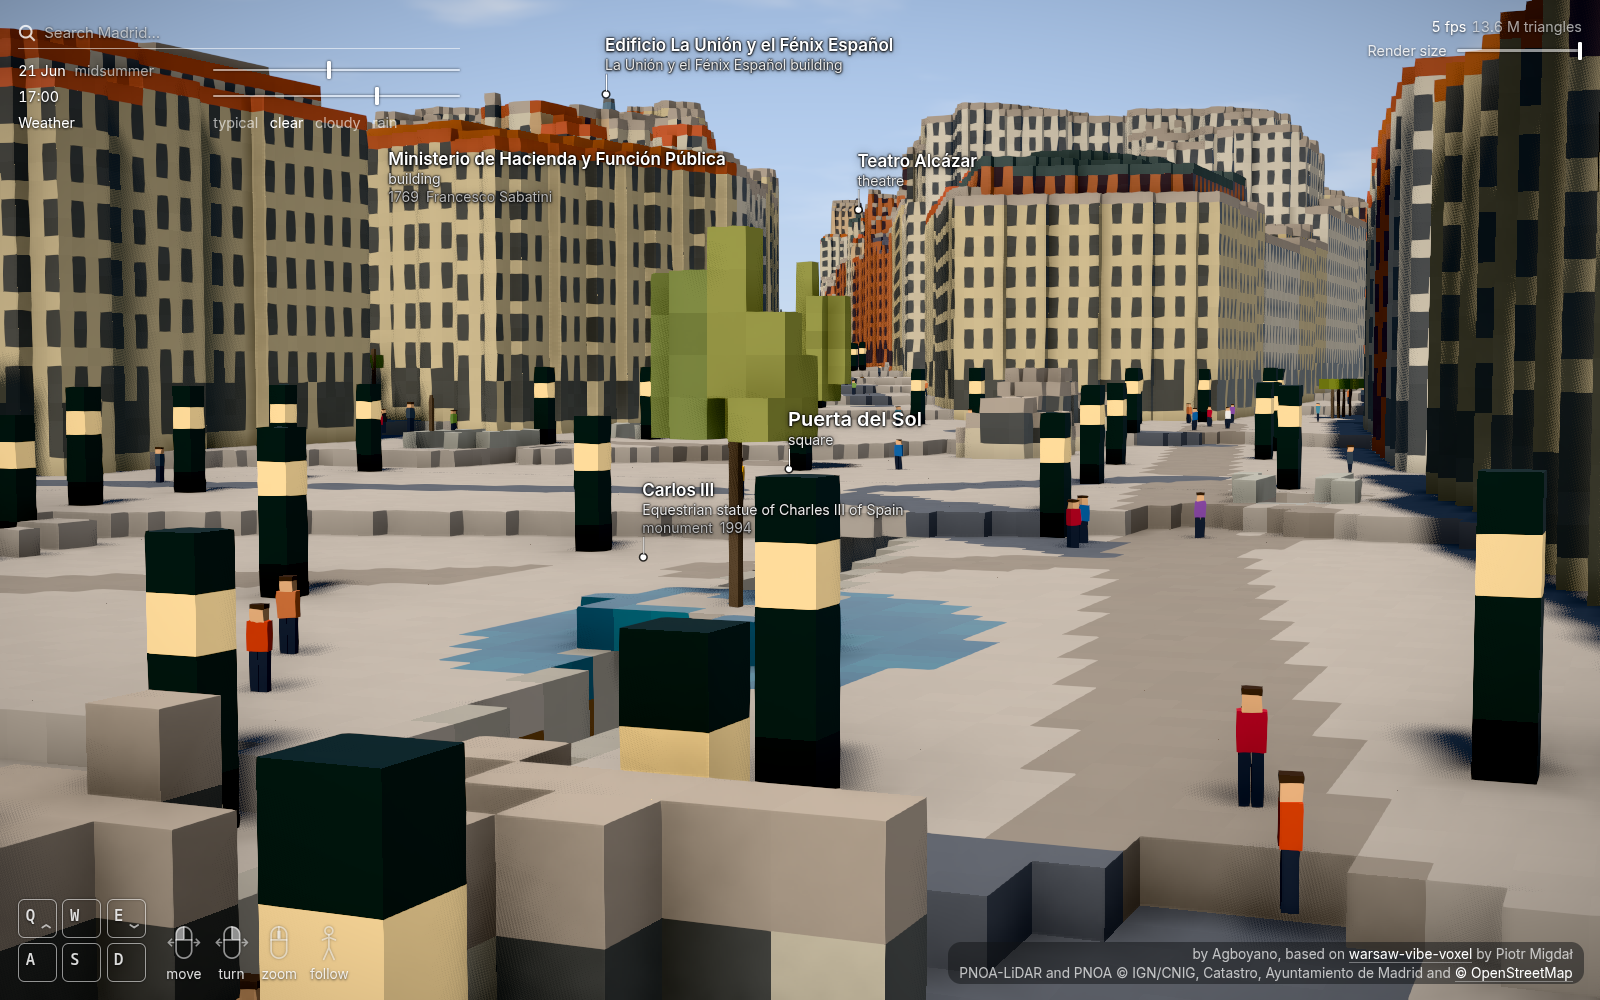 Search Madrid...
21 Jun midsummer
17:00
Weather typical clear cloudy rain
5 fps 13.6 M triangles
Render size
Edificio La Unión y el Fénix Español
La Unión y el Fénix Español building
Ministerio de Hacienda y Función Pública
building
1769 Francesco Sabatini
Teatro Alcázar
theatre
Puerta del Sol
square
Carlos III
Equestrian statue of Charles III of Spain
monument 1994
Q W E
A S D
move turn zoom follow
by Agboyano, based on warsaw-vibe-voxel by Piotr Migdał
PNOA-LiDAR and PNOA © IGN/CNIG, Catastro, Ayuntamiento de Madrid and © OpenStreetMap